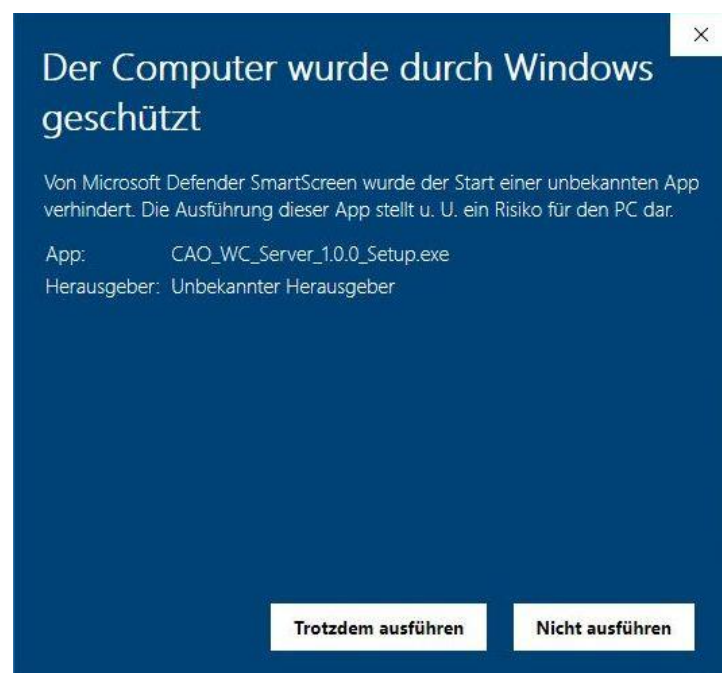 Der Computer wurde durch Windows
geschützt
Von Microsoft Defender SmartScreen wurde der Start einer unbekannten App
verhindert. Die Ausführung dieser App stellt u. U. ein Risiko für den PC dar.
App: CAO_WC_Server_1.0.0_Setup.exe
Herausgeber: Unbekannter Herausgeber
Trotzdem ausführen Nicht ausführen